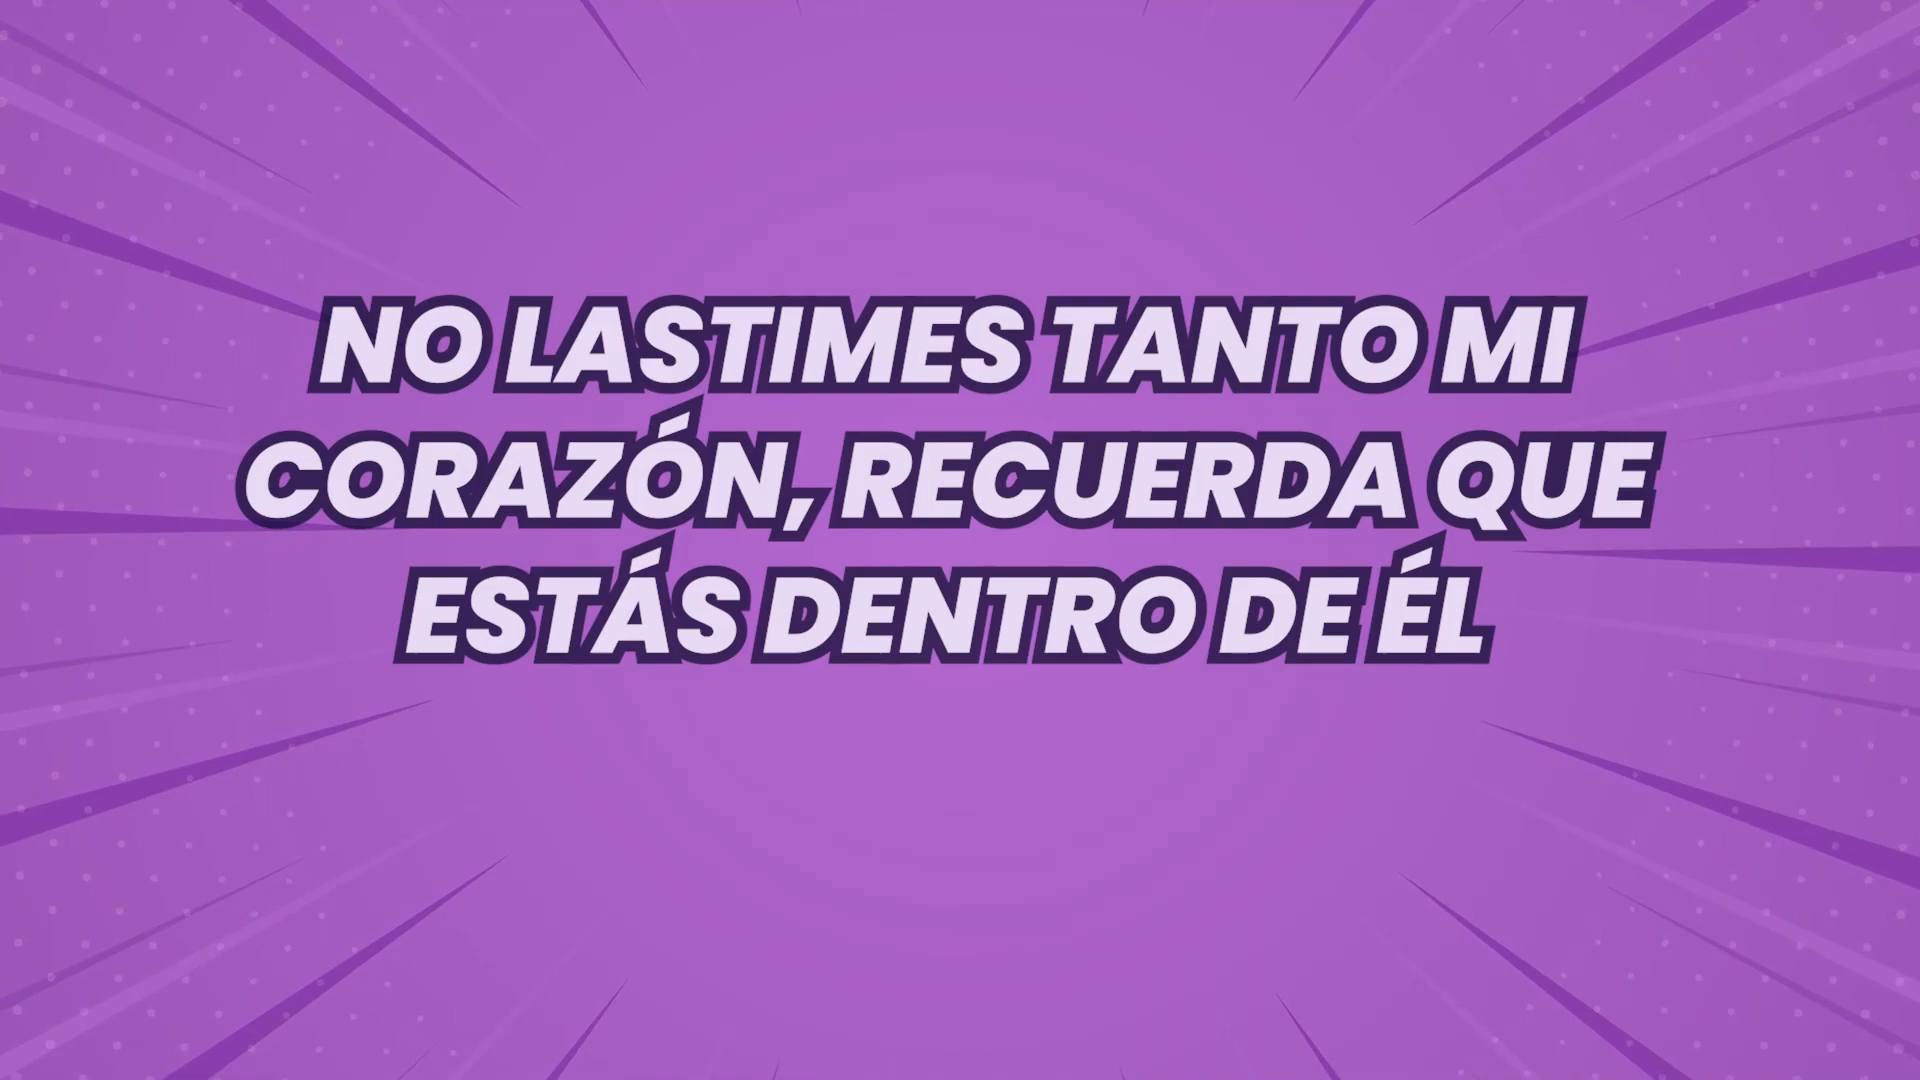 NO LASTIMES TANTO MI
CORAZÓN, RECUERDA QUE
ESTÁS DENTRO DE ÉL